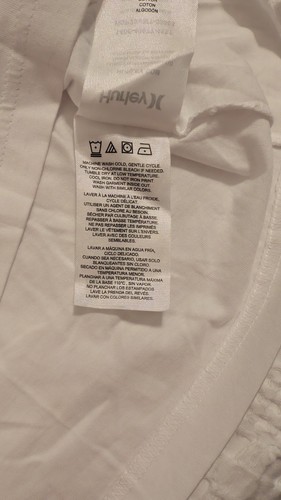 COTTON
COTON
ALGODÓN
Hurley
MACHINE WASH COLD, GENTLE CYCLE.
ONLY NON-CHLORINE BLEACH IF NEEDED.
TUMBLE DRY AT LOW TEMPERATURE.
COOL IRON. DO NOT IRON PRINT
WASH GARMENT INSIDE OUT
WASH WITH SIMILAR COLORS.
LAVER À LA MACHINE À L'EAU FROIDE,
CYCLE DÉLICAT.
UTILISER UN AGENT DE BLANCHIMENT
SANS CHLORE AU BESOIN.
SÉCHER PAR CULBUTAGE À BASSE
TEMPÉRATURE.
REPASSER À BASSE TEMPÉRATURE
NE PAS REPASSER LES IMPRIMÉS
LAVER LE VÊTEMENT SUR L'ENVERS.
LAVER AVEC DES COULEURS
SEMBLABLES.
LAVAR A MÁQUINA EN AGUA FRÍA,
CICLO DELICADO.
CUANDO SEA NECESARIO, USAR SOLO
BLANQUEANTES SIN CLORO.
SECADO EN MÁQUINA PERMITIDO A UNA
TEMPERATURA MENOR.
PLANCHAR A UNA TEMPERATURA MÁXIMA
DE LA BASE 110°C, SIN VAPOR.
NO PLANCHAR LOS ESTAMPADOS
LAVE LA PRENDA DEL REVÉS.
LAVAR CON COLORES SIMILARES.